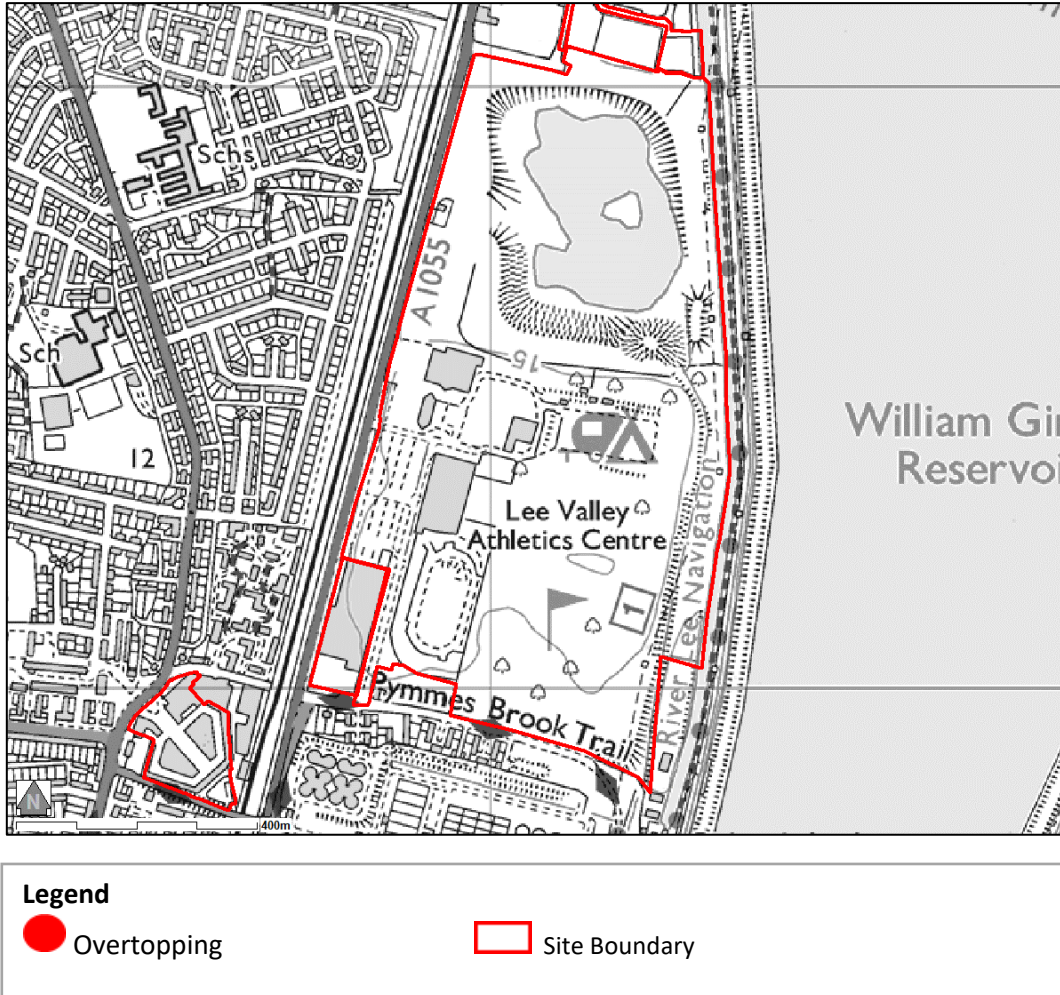 Schs
A1055
Sch
15
William Gi
Reservoi
12
Lee Valley
Athletics Centre
River Lee Navigation
1
Pymmes Brook Trail
N
400m
Legend
Overtopping
Site Boundary